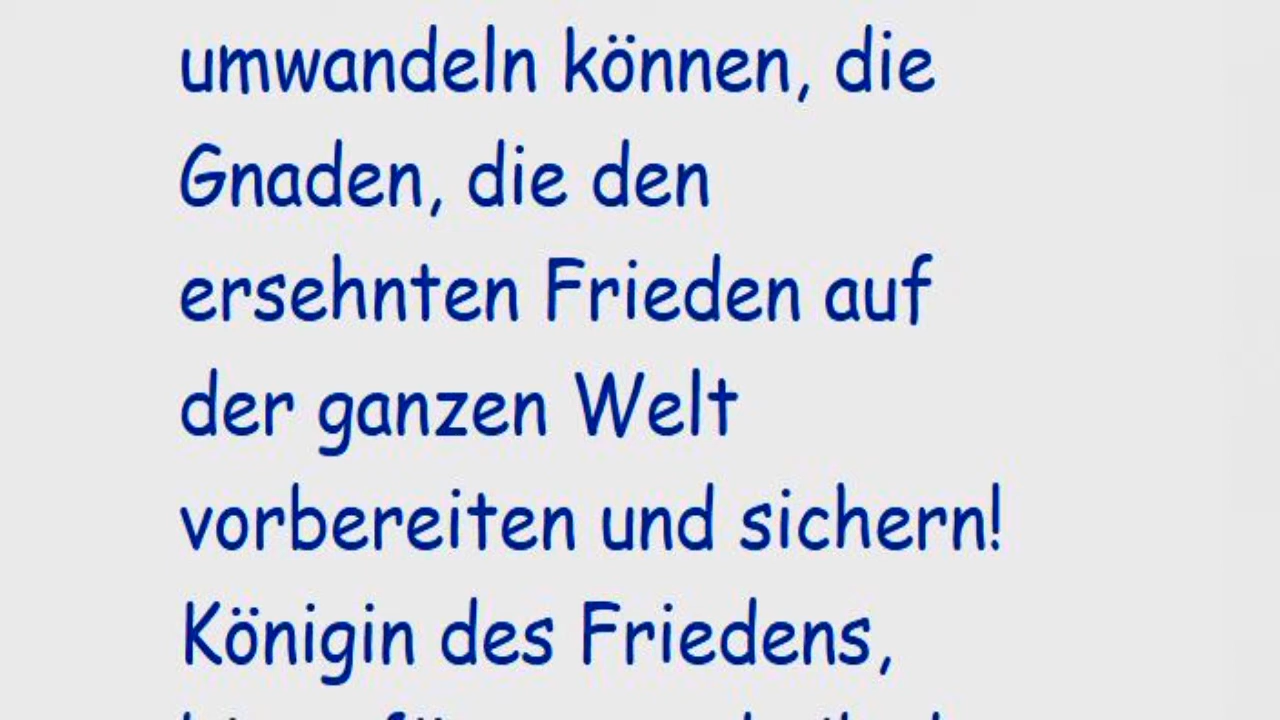 umwandeln können, die
Gnaden, die den
ersehnten Frieden auf
der ganzen Welt
vorbereiten und sichern!
Königin des Friedens,